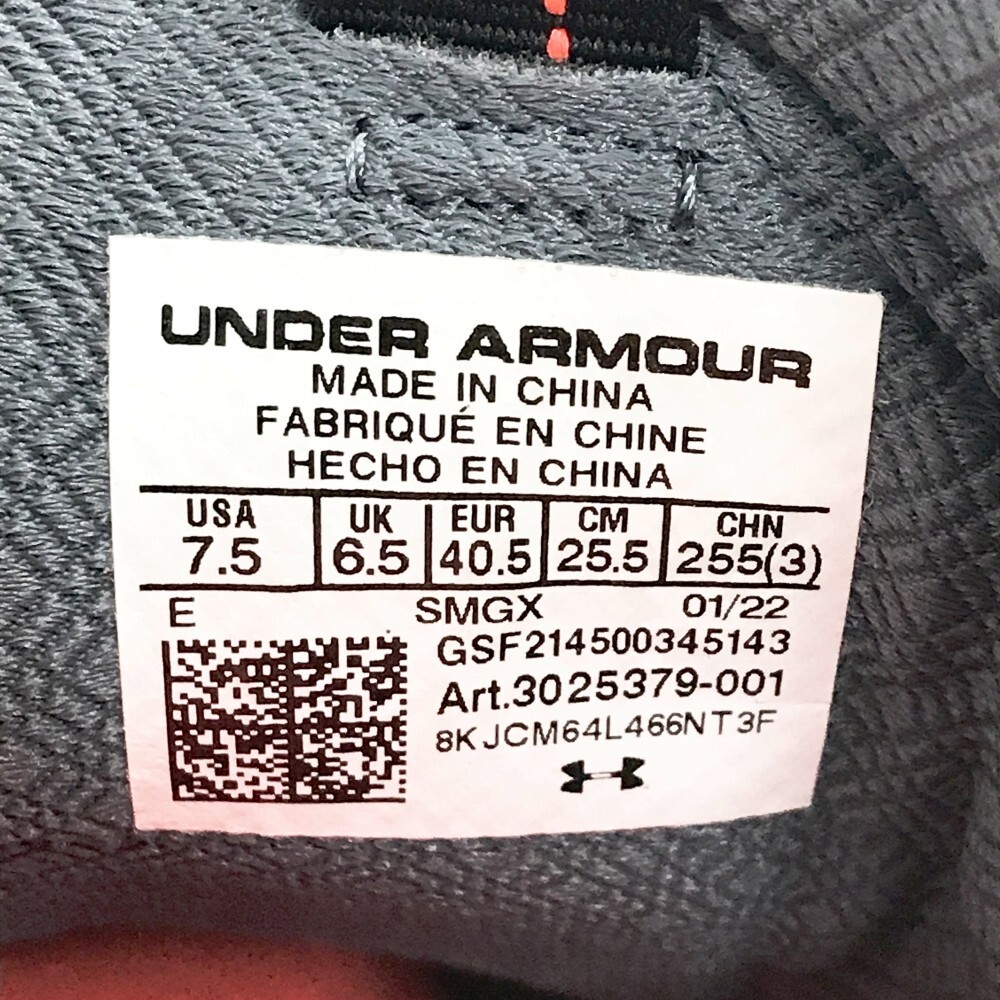 UNDER ARMOUR
MADE IN CHINA
FABRIQUÉ EN CHINE
HECHO EN CHINA
USA UK EUR CM CHN
7.5 6.5 40.5 25.5 255(3)
E SMGX 01/22
GSF214500345143
Art.3025379-001
8KJCM64L466NT3F